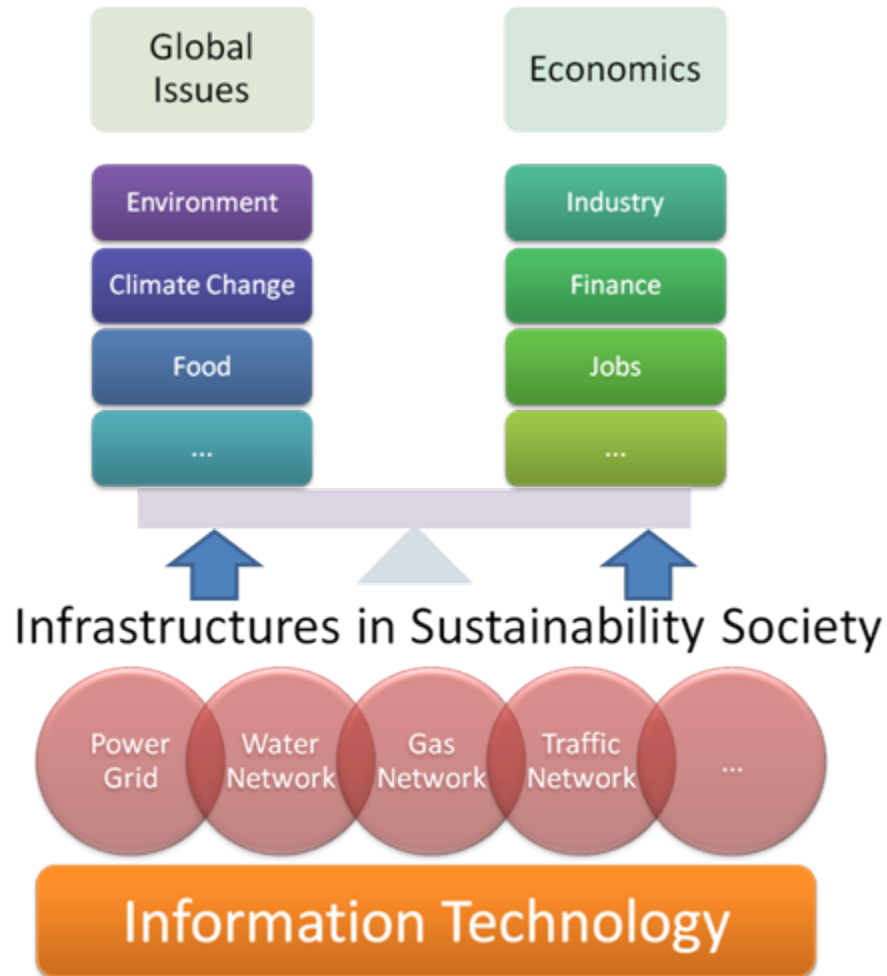 Global
Issues
Economics
Environment
Industry
Climate Change
Finance
Food
Jobs
...
...
Infrastructures in Sustainability Society
Power
Grid
Water
Network
Gas
Network
Traffic
Network
...
Information Technology